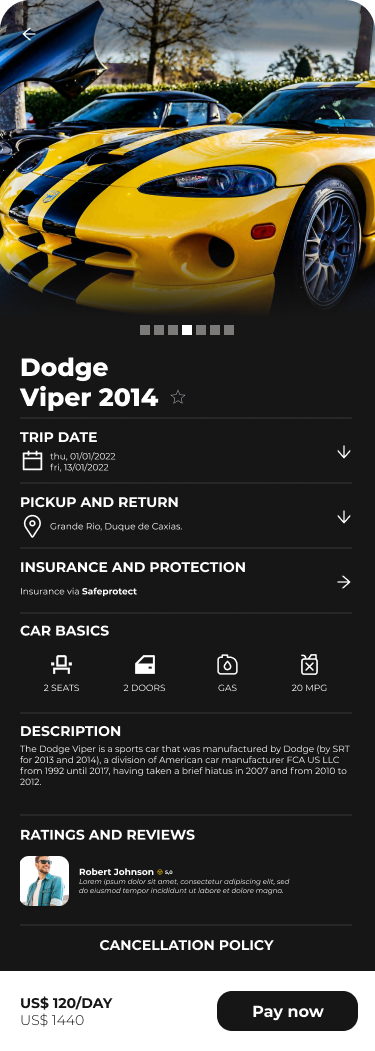 Dodge
Viper 2014
TRIP DATE
thu, 01/01/2022
fri, 13/01/2022
PICKUP AND RETURN
Grande Rio, Duque de Caxias.
INSURANCE AND PROTECTION
Insurance via Safeprotect
CAR BASICS
2 SEATS
2 DOORS
GAS
20 MPG
DESCRIPTION
The Dodge Viper is a sports car that was manufactured by Dodge (by SRT
for 2013 and 2014), a division of American car manufacturer FCA US LLC
from 1992 until 2017, having taken a brief hiatus in 2007 and from 2010 to
2012.
RATINGS AND REVIEWS
Robert Johnson 5,0
Lorem ipsum dolor sit amet, consectetur adipiscing elit, sed
do eiusmod tempor incididunt ut labore et dolore magna.
CANCELLATION POLICY
US$ 120/DAY
US$ 1440
Pay now